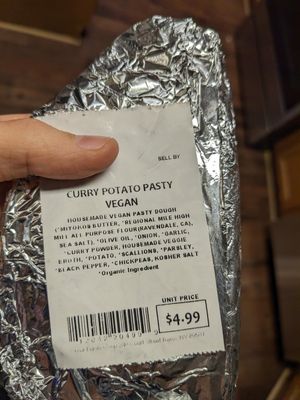 SELL BY
CURRY POTATO PASTY
VEGAN
HOUSEMADE VEGAN PASTY DOUGH
(*MIYOKOS BUTTER, *REGIONAL MILE HIGH
MILL ALL PURPOSE FLOUR(RAVENDALE, CA),
SEA SALT), *OLIVE OIL, *ONION, *GARLIC,
*CURRY POWDER, HOUSEMADE VEGGIE
BROTH, *POTATO, *SCALLIONS, *PARSLEY,
*BLACK PEPPER, *CHICKPEAS, KOSHER SALT
*Organic Ingredient
UNIT PRICE
$4.99